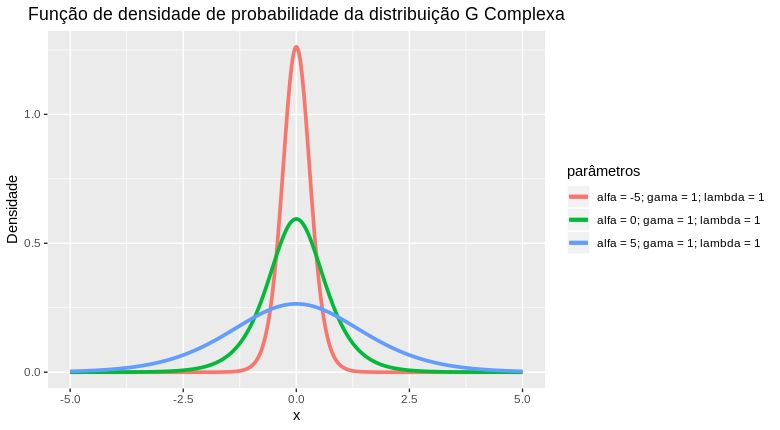 Função de densidade de probabilidade da distribuição G Complexa
Densidade
1.0
0.5
0.0
-5.0
-2.5
0.0
2.5
5.0
x
parâmetros
alfa = -5; gama = 1; lambda = 1
alfa = 0; gama = 1; lambda = 1
alfa = 5; gama = 1; lambda = 1